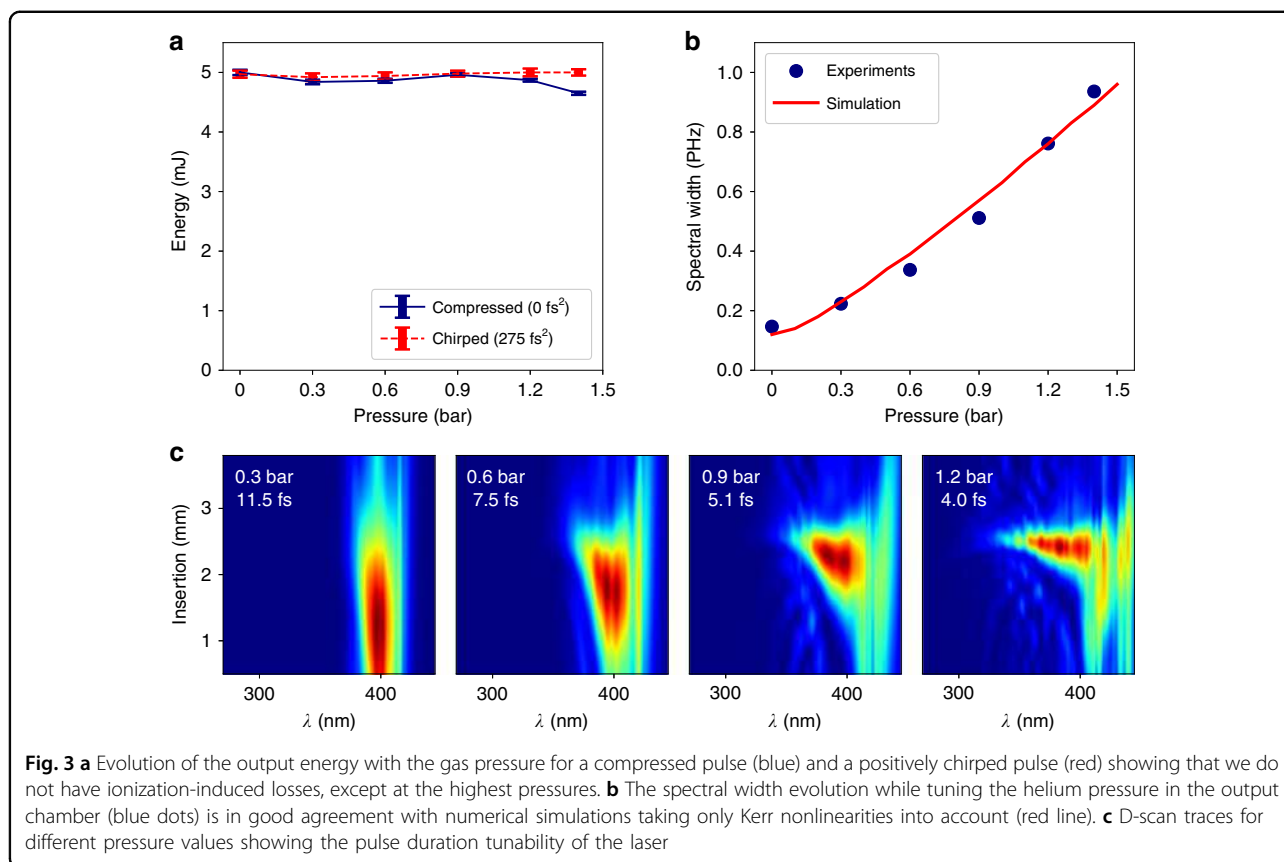 a
Energy (mJ)
5
4
3
2
1
0
0
0.3
0.6
0.9
1.2
1.5
Pressure (bar)
Compressed (0 fs²)
Chirped (275 fs²)
b
Spectral width (PHz)
1.0
0.8
0.6
0.4
0.2
0.0
0
0.3
0.6
0.9
1.2
1.5
Pressure (bar)
Experiments
Simulation
c
Insertion (mm)
3
2
1
0.3 bar
11.5 fs
300
400
λ (nm)
0.6 bar
7.5 fs
300
400
λ (nm)
0.9 bar
5.1 fs
300
400
λ (nm)
1.2 bar
4.0 fs
300
400
λ (nm)
Fig. 3 a Evolution of the output energy with the gas pressure for a compressed pulse (blue) and a positively chirped pulse (red) showing that we do
not have ionization-induced losses, except at the highest pressures. b The spectral width evolution while tuning the helium pressure in the output
chamber (blue dots) is in good agreement with numerical simulations taking only Kerr nonlinearities into account (red line). c D-scan traces for
different pressure values showing the pulse duration tunability of the laser